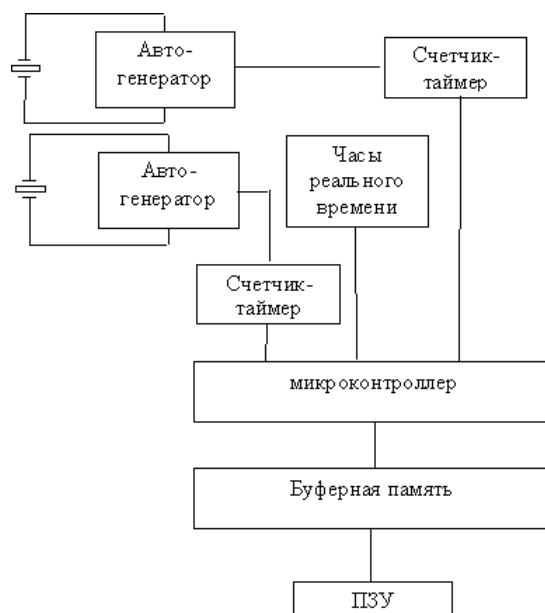 Авто-
генератор
Счетчик-
таймер
Авто-
генератор
Часы
реального
времени
Счетчик-
таймер
микроконтроллер
Буферная память
ПЗУ